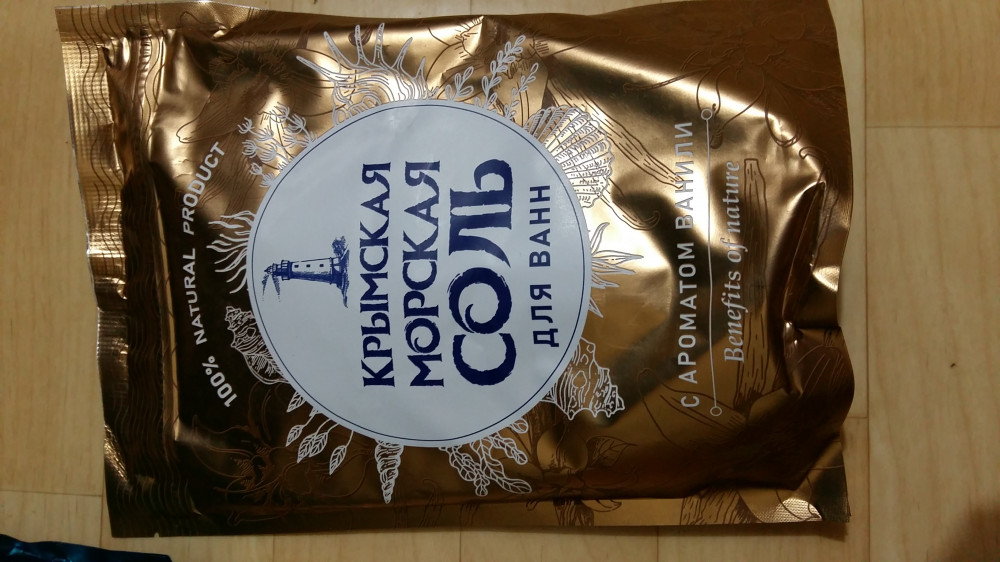 100% NATURAL PRODUCT
КРЫМСКАЯ
МОРСКАЯ
СОЛЬ
ДЛЯ ВАНН
С АРОМАТОМ ВАНИЛИ
Benefits of nature